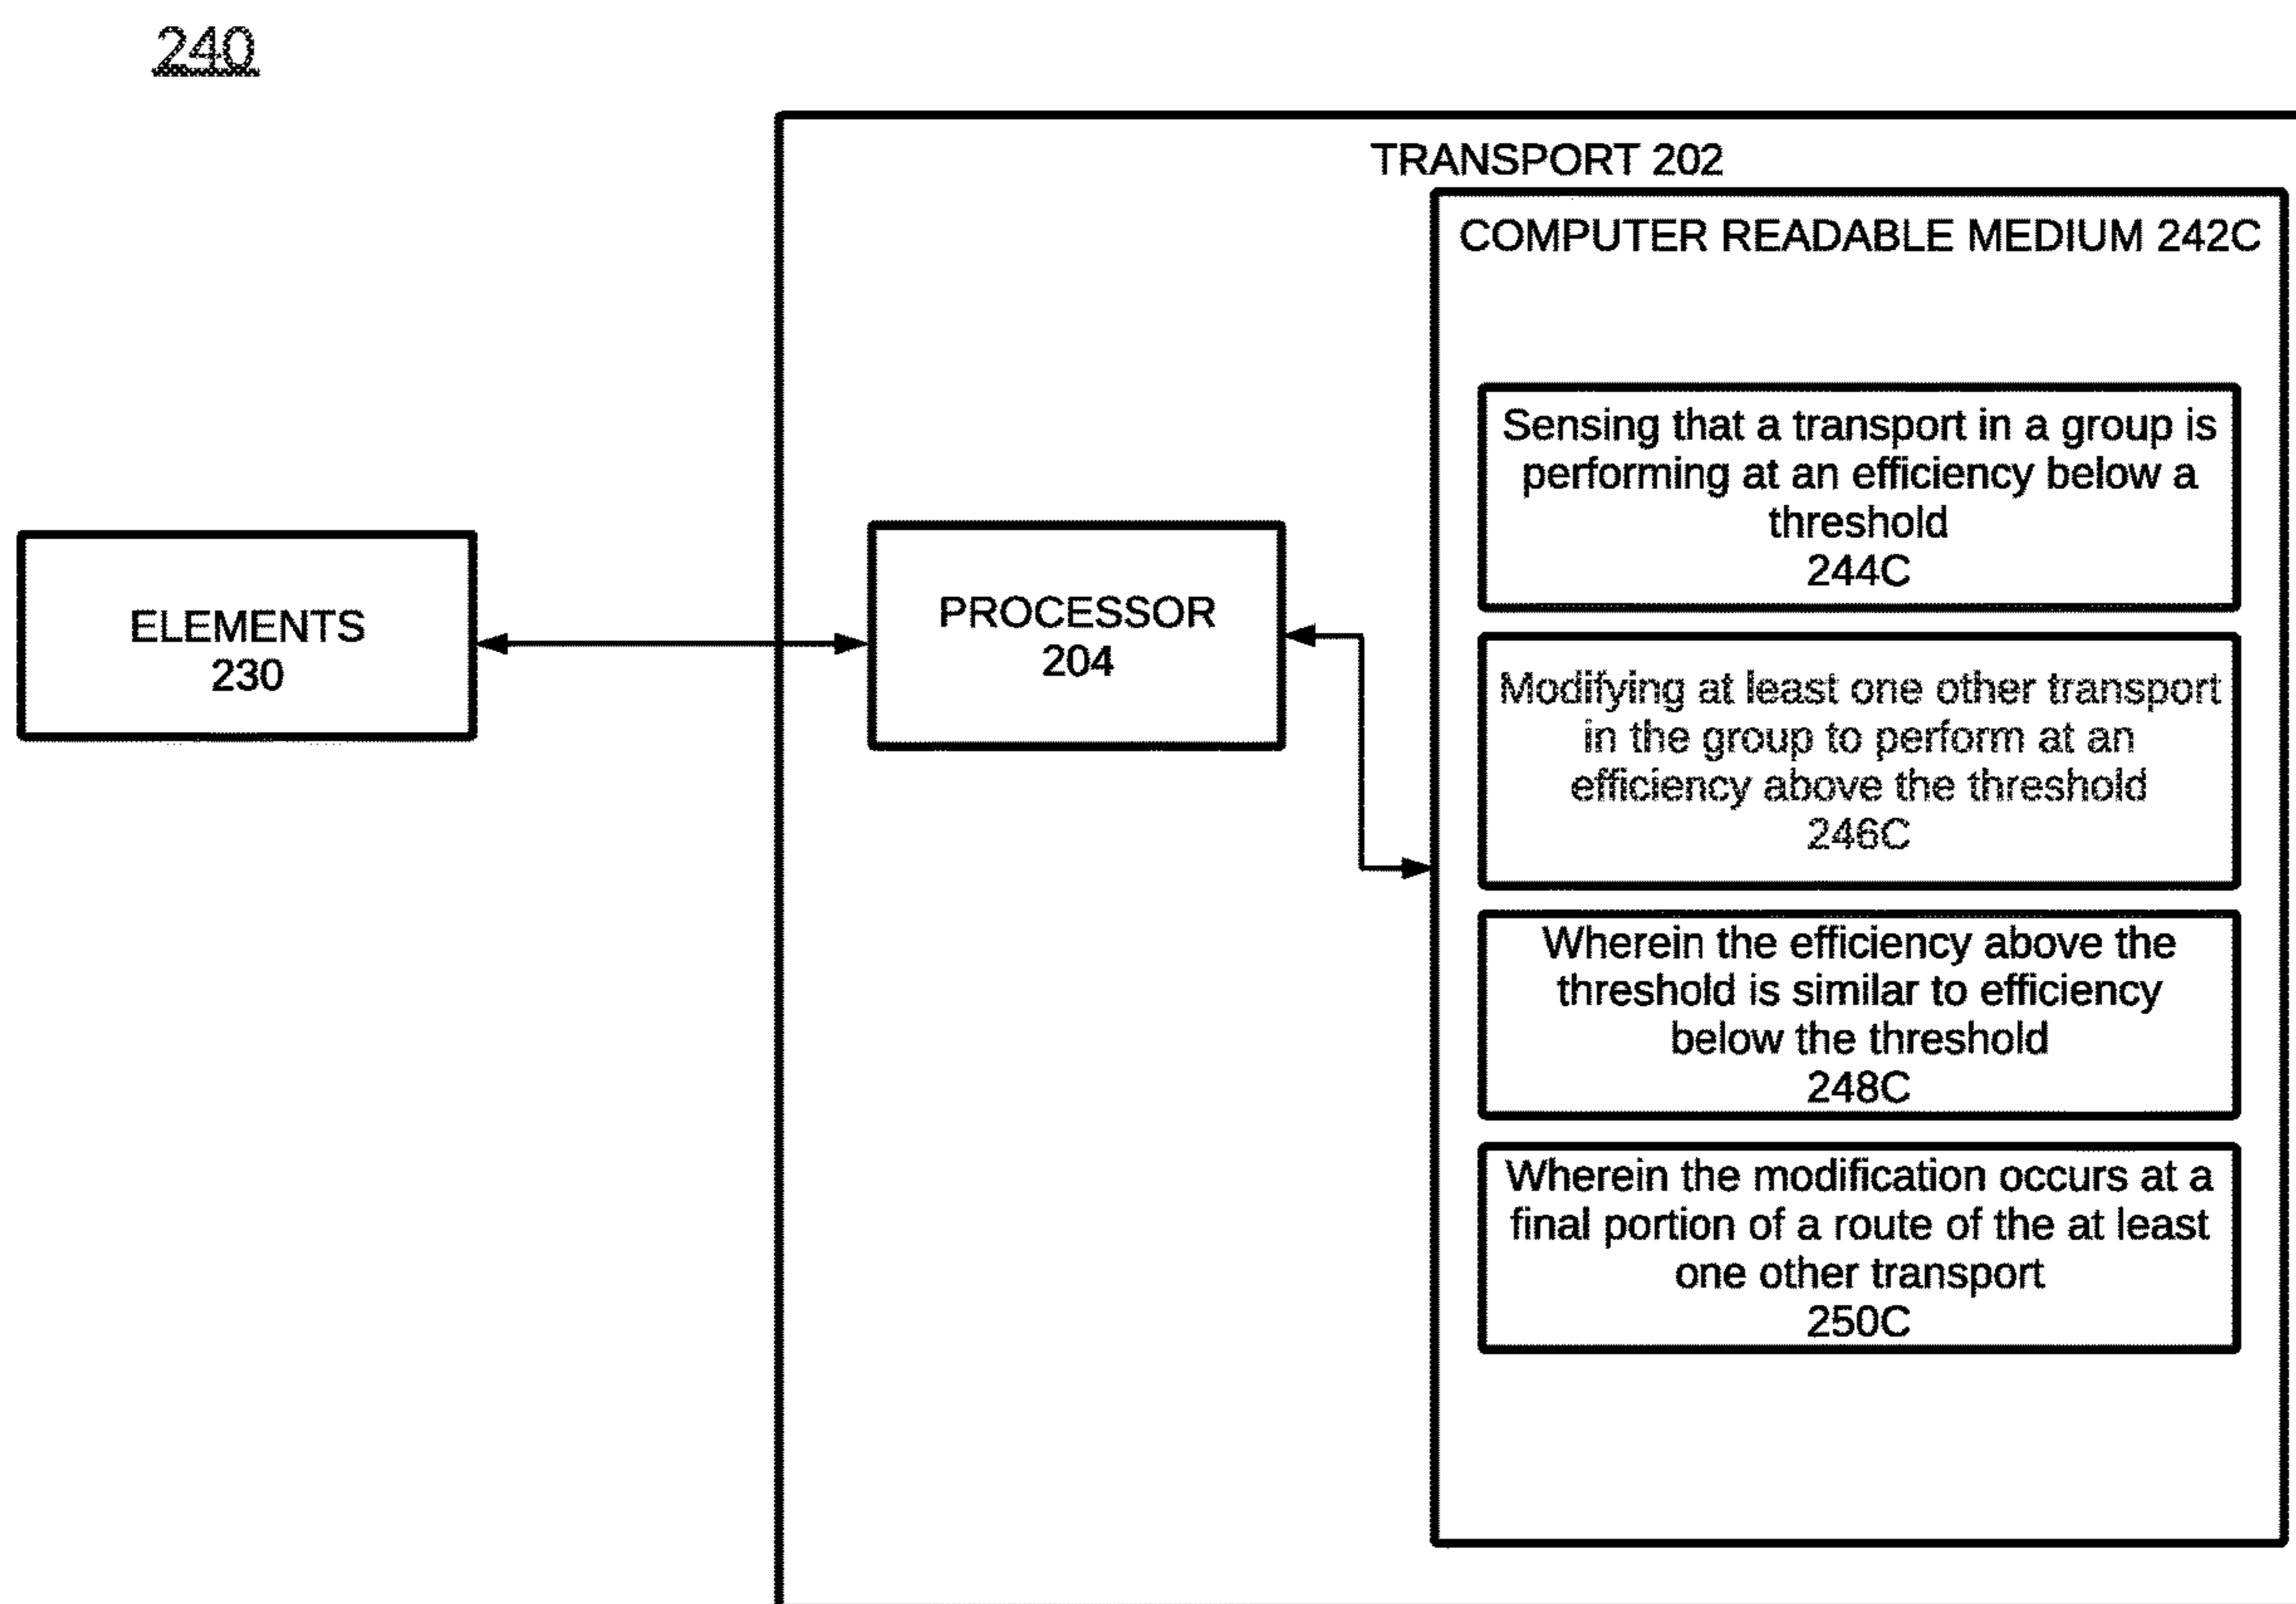 240
TRANSPORT 202
COMPUTER READABLE MEDIUM 242C
Sensing that a transport in a group is
performing at an efficiency below a
threshold
244C
ELEMENTS
230
PROCESSOR
204
Modifying at least one other transport
in the group to perform at an
efficiency above the threshold
246C
Wherein the efficiency above the
threshold is similar to efficiency
below the threshold
248C
Wherein the modification occurs at a
final portion of a route of the at least
one other transport
250C